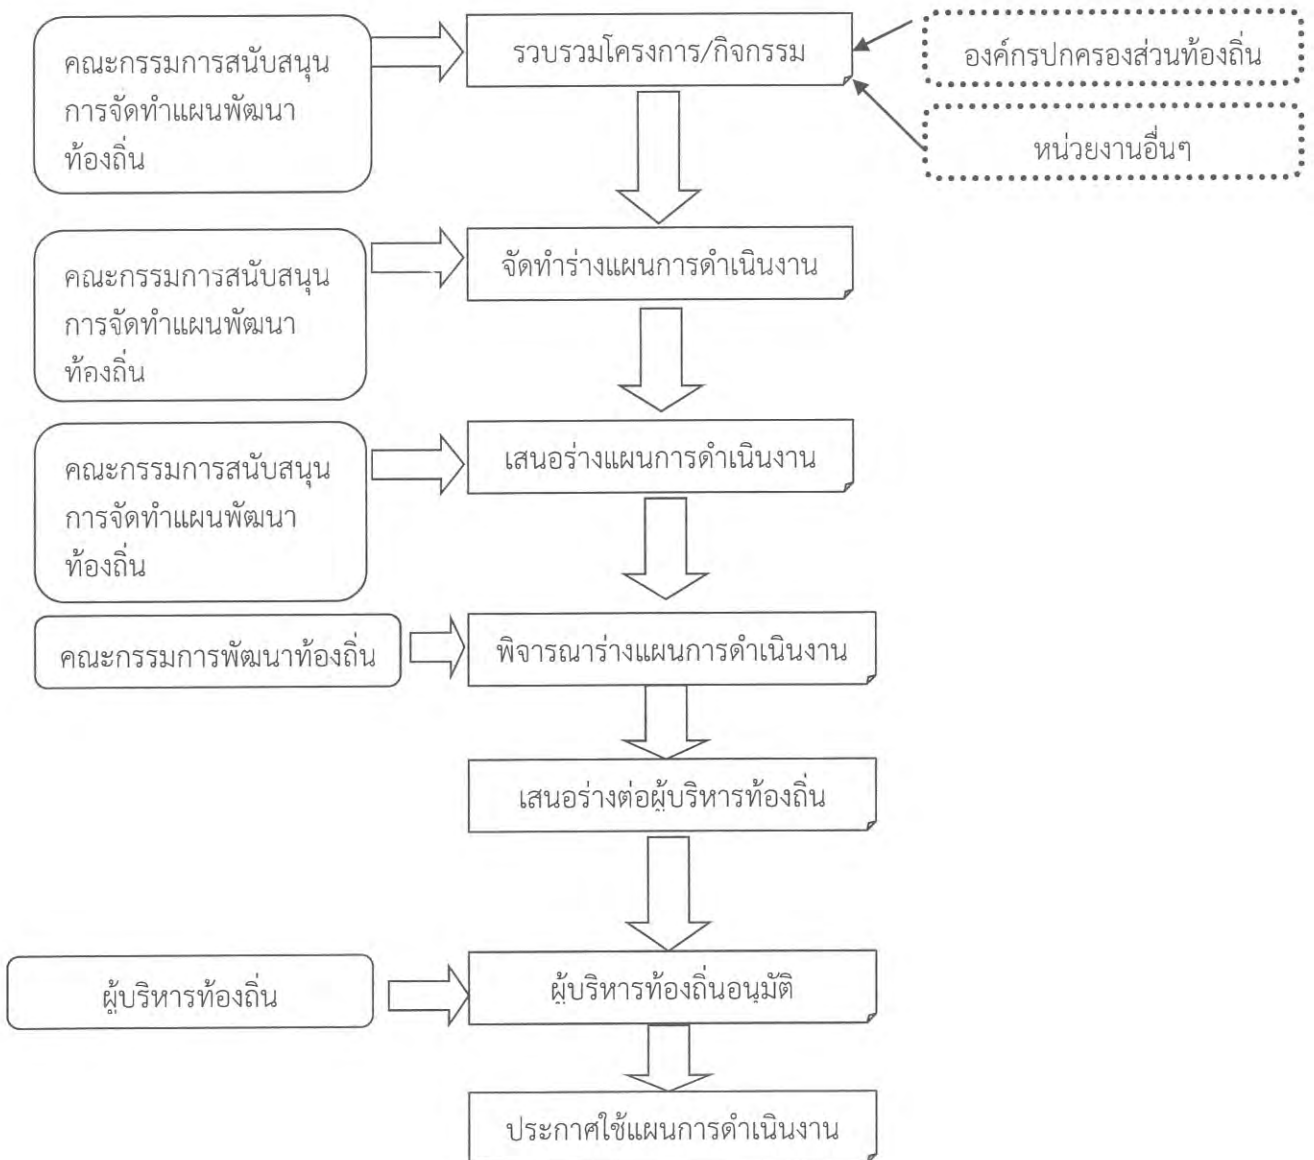 คณะกรรมการสนับสนุน
การจัดทำแผนพัฒนา
ท้องถิ่น
รวบรวมโครงการ/กิจกรรม
องค์กรปกครองส่วนท้องถิ่น
หน่วยงานอื่นๆ
คณะกรรมการสนับสนุน
การจัดทำแผนพัฒนา
ท้องถิ่น
จัดทำร่างแผนการดำเนินงาน
คณะกรรมการสนับสนุน
การจัดทำแผนพัฒนา
ท้องถิ่น
เสนอร่างแผนการดำเนินงาน
คณะกรรมการพัฒนาท้องถิ่น
พิจารณาร่างแผนการดำเนินงาน
เสนอร่างต่อผู้บริหารท้องถิ่น
ผู้บริหารท้องถิ่น
ผู้บริหารท้องถิ่นอนุมัติ
ประกาศใช้แผนการดำเนินงาน